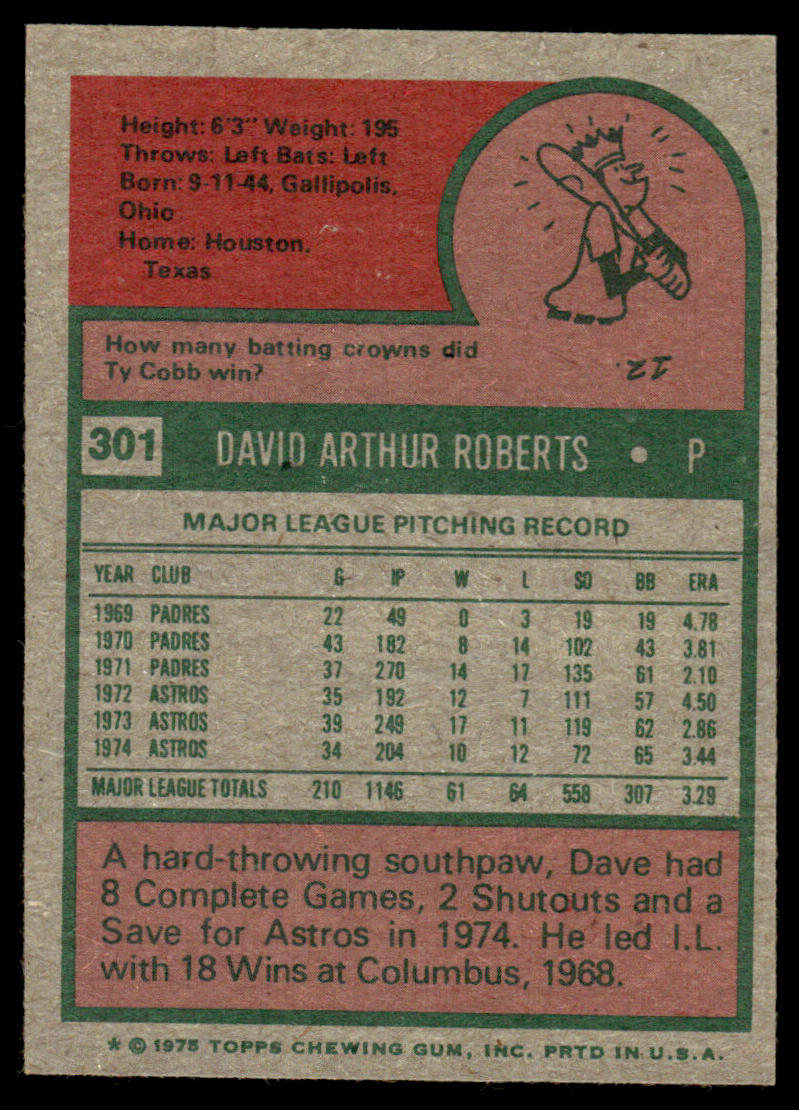 Height: 6'3" Weight: 195
Throws: Left Bats: Left
Born: 9-11-44, Gallipolis,
Ohio
Home: Houston,
Texas
How many batting crowns did
Ty Cobb win?
12.
301 DAVID ARTHUR ROBERTS • P
MAJOR LEAGUE PITCHING RECORD
YEAR CLUB G IP W L SO BB ERA
1969 PADRES 22 49 0 3 19 19 4.78
1970 PADRES 43 182 8 14 102 43 3.81
1971 PADRES 37 270 14 17 135 61 2.10
1972 ASTROS 35 192 12 7 111 57 4.50
1973 ASTROS 39 249 17 11 119 62 2.86
1974 ASTROS 34 204 10 12 72 65 3.44
MAJOR LEAGUE TOTALS 210 1146 61 64 558 307 3.29
A hard-throwing southpaw, Dave had
8 Complete Games, 2 Shutouts and a
Save for Astros in 1974. He led I.L.
with 18 Wins at Columbus, 1968.
* © 1975 TOPPS CHEWING GUM, INC. PRTD IN U.S.A.